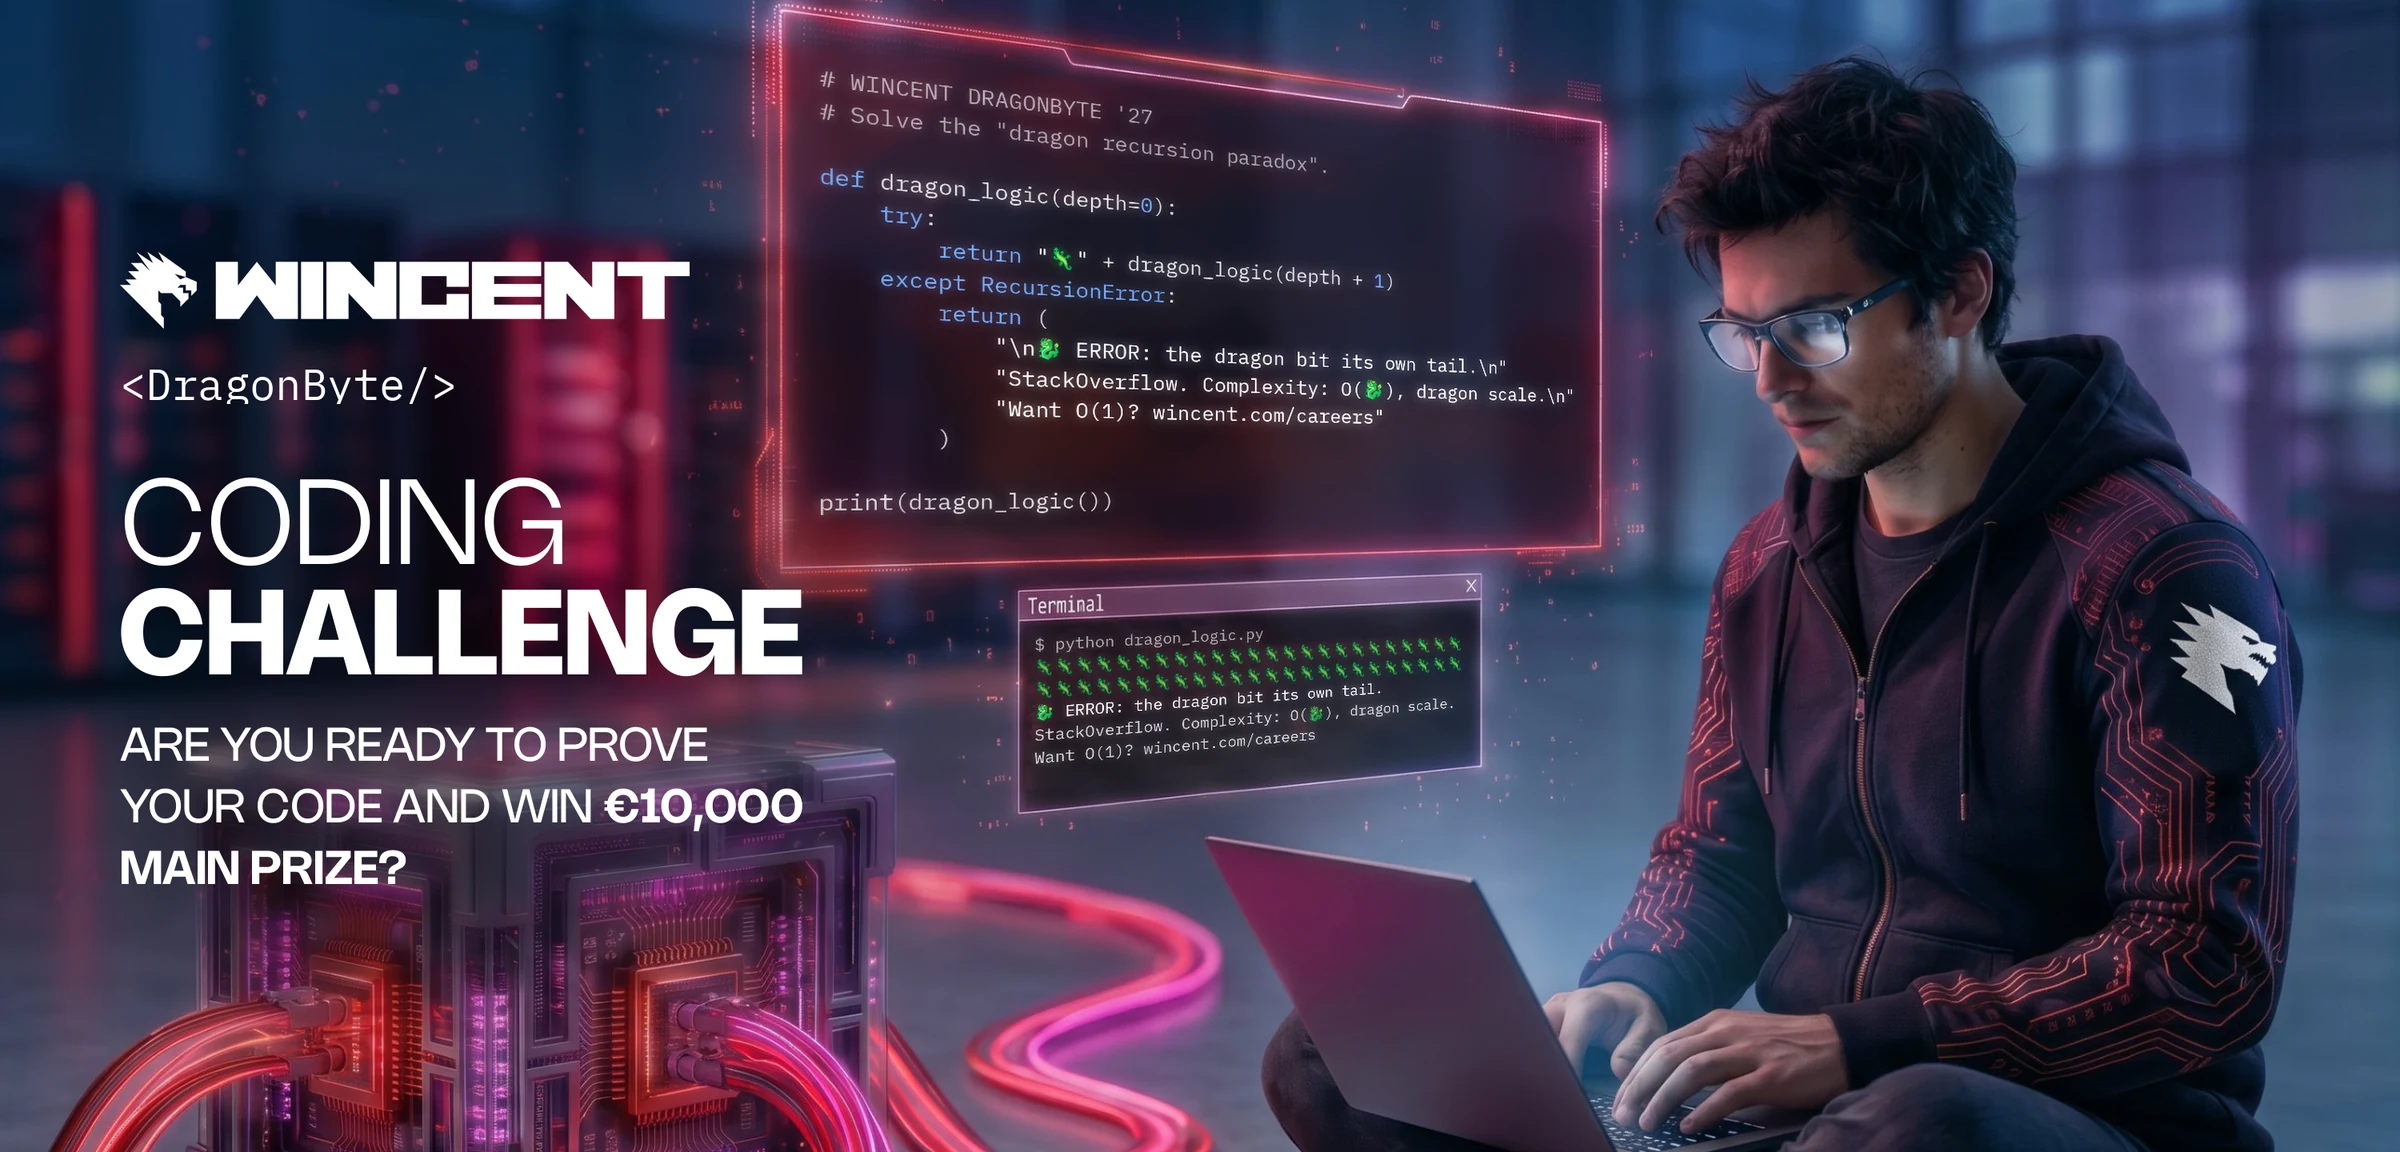 WINCENT
<DragonByte/>
CODING
CHALLENGE
ARE YOU READY TO PROVE
YOUR CODE AND WIN €10,000
MAIN PRIZE?
# WINCENT DRAGONBYTE '27
# Solve the "dragon recursion paradox".
def dragon_logic(depth=0):
    try:
        return "🦎" + dragon_logic(depth + 1)
    except RecursionError:
        return (
            "\n🐉 ERROR: the dragon bit its own tail.\n"
            "StackOverflow. Complexity: O(🐉), dragon scale.\n"
            "Want O(1)? wincent.com/careers"
        )
print(dragon_logic())
Terminal X
$ python dragon_logic.py
🦎🦎🦎🦎🦎🦎🦎🦎🦎🦎🦎🦎🦎🦎🦎🦎🦎🦎🦎🦎🦎🦎
🦎🦎🦎🦎🦎🦎🦎🦎🦎🦎🦎🦎🦎🦎🦎🦎🦎🦎🦎🦎🦎🦎
🐉 ERROR: the dragon bit its own tail.
StackOverflow. Complexity: O(🐉), dragon scale.
Want O(1)? wincent.com/careers